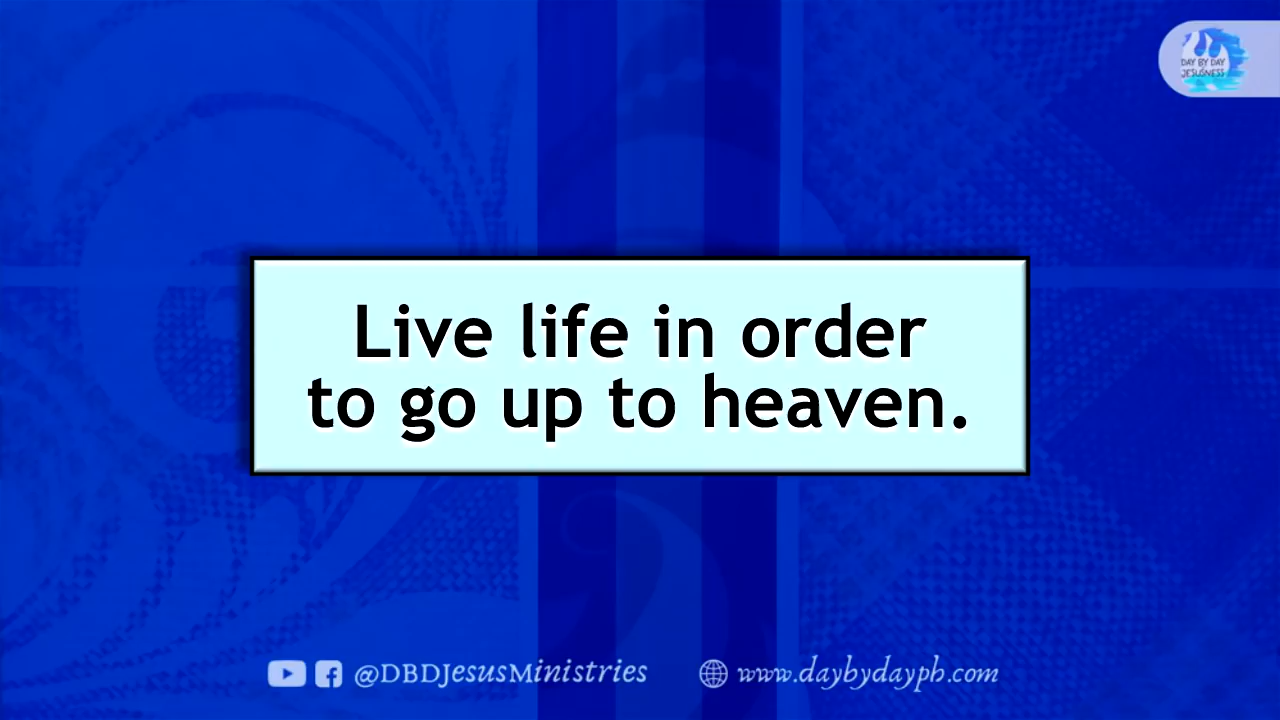 DAY BY DAY
JESUSNESS
Live life in order
to go up to heaven.
@DBDJesusMinistries
www.daybydayph.com